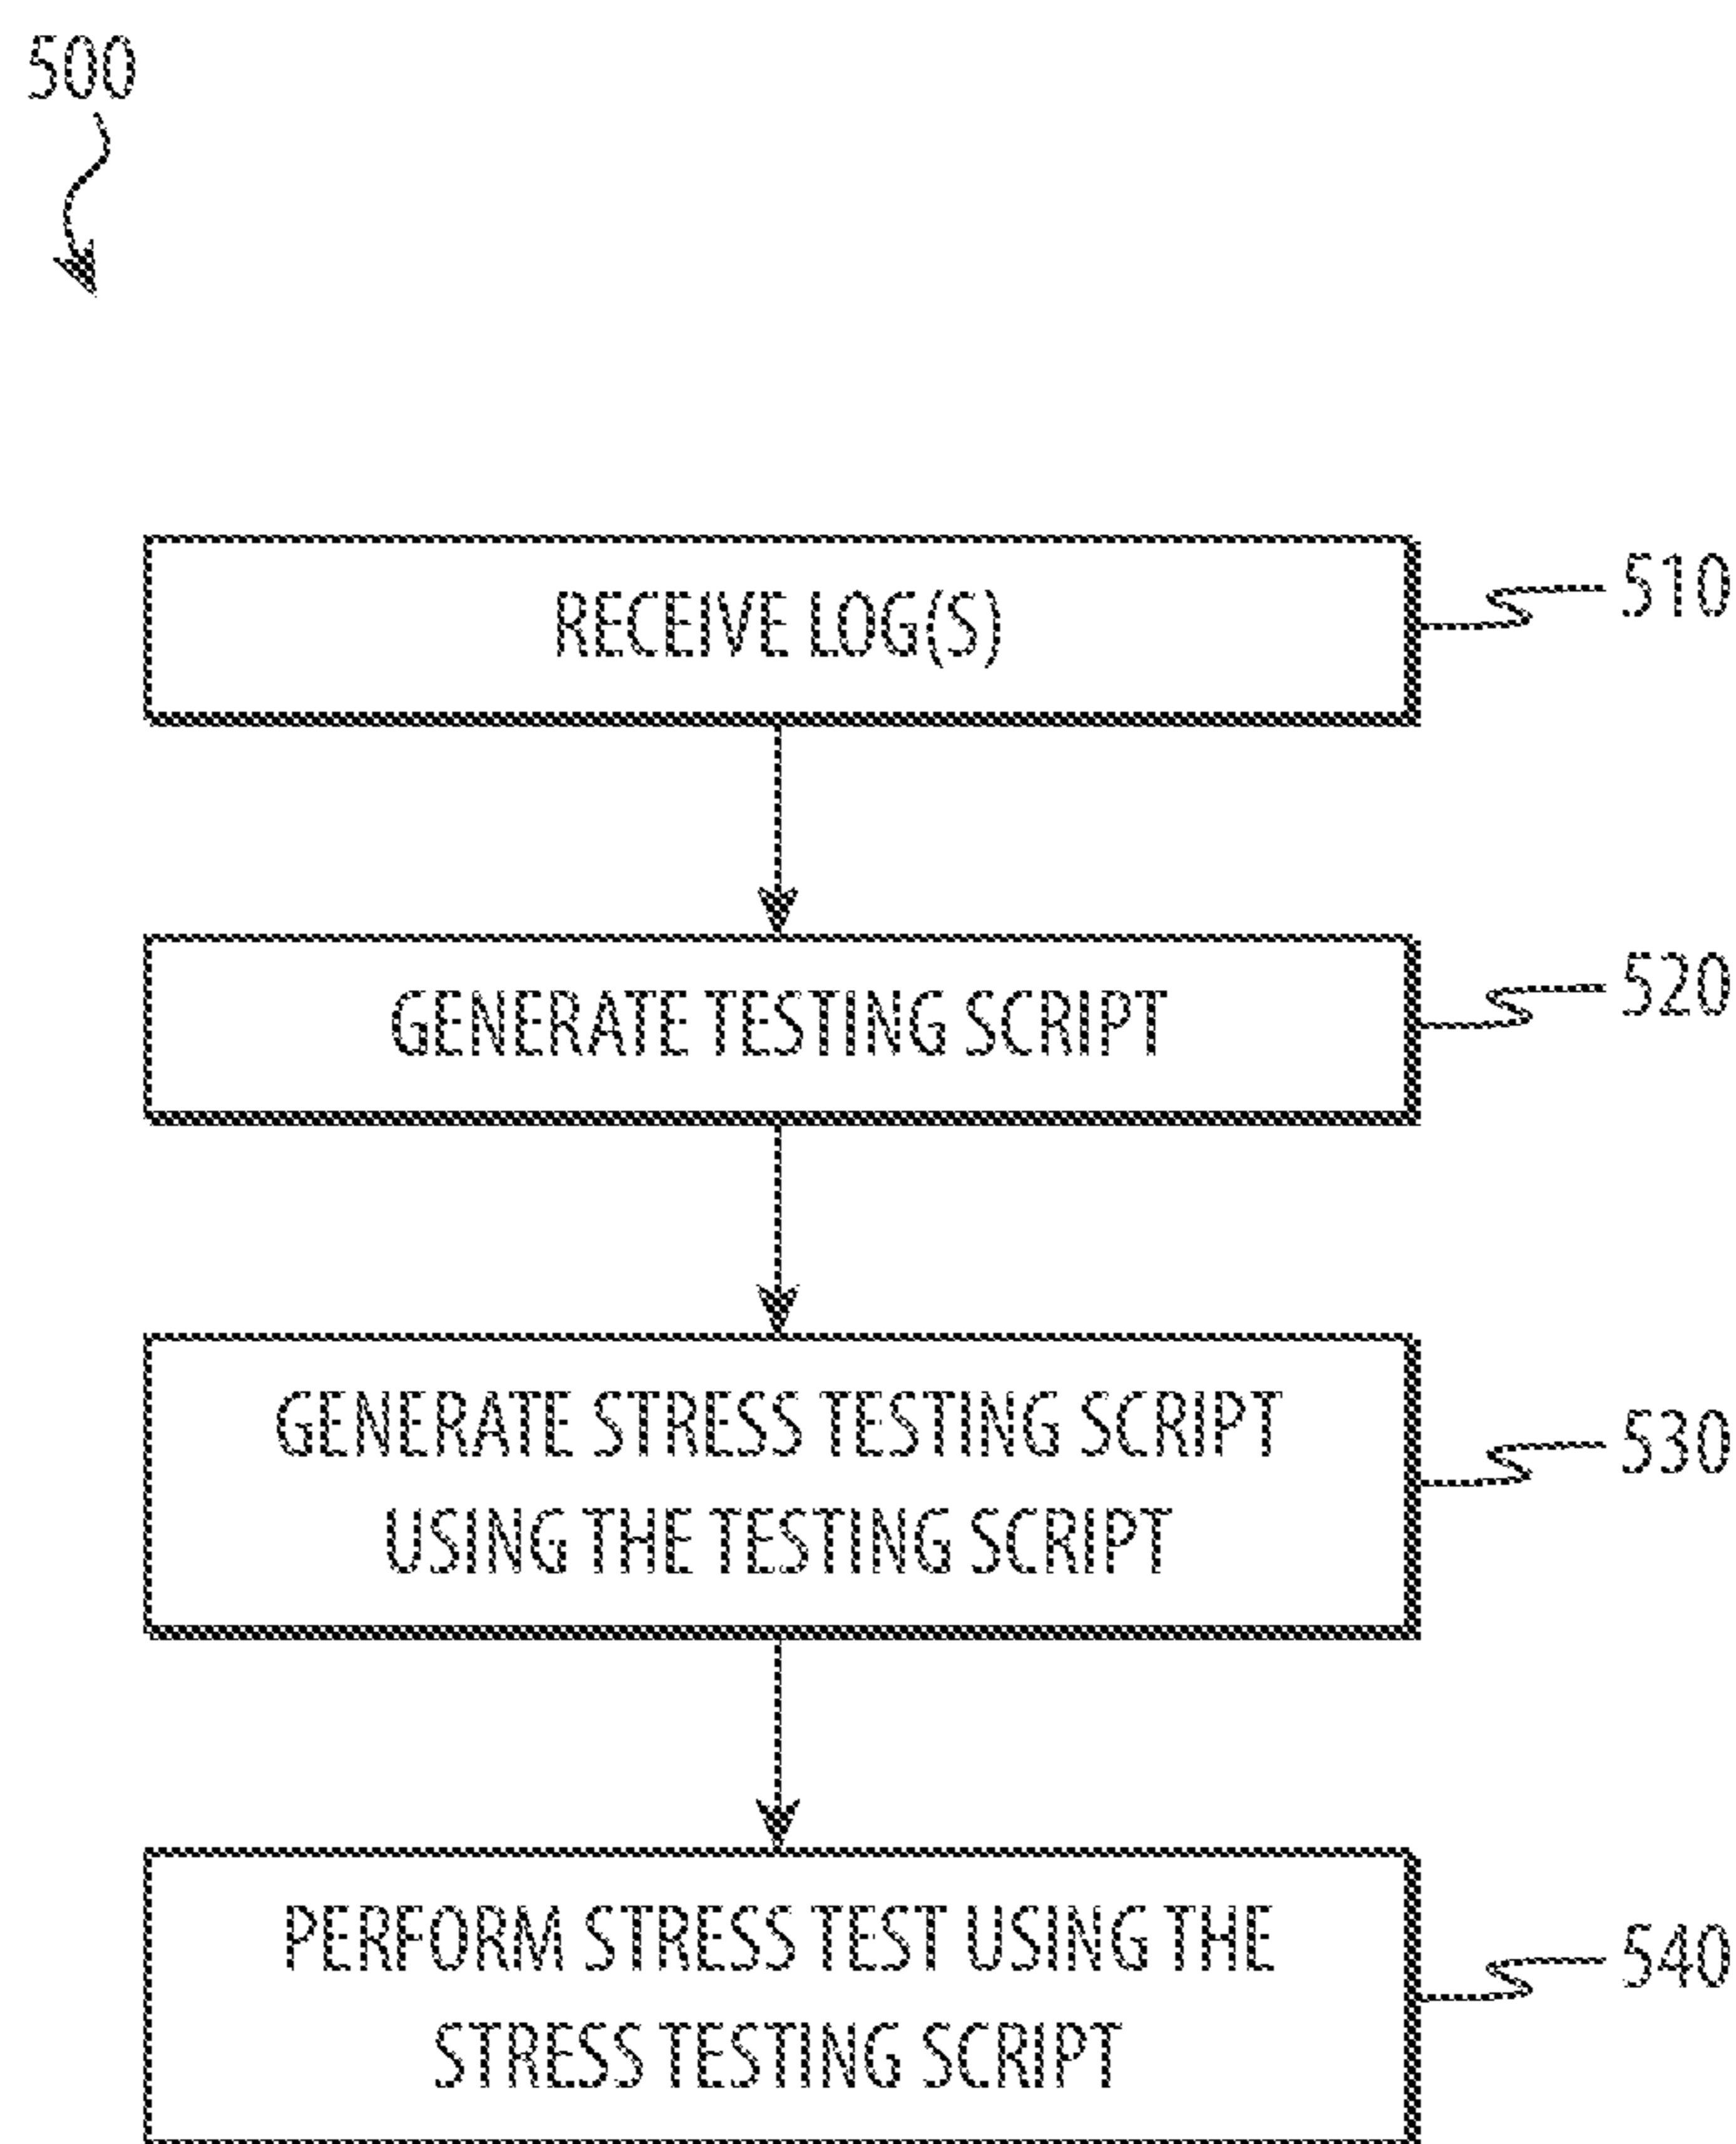 500
RECEIVE LOG(S)
510
GENERATE TESTING SCRIPT
520
GENERATE STRESS TESTING SCRIPT
USING THE TESTING SCRIPT
530
PERFORM STRESS TEST USING THE
STRESS TESTING SCRIPT
540